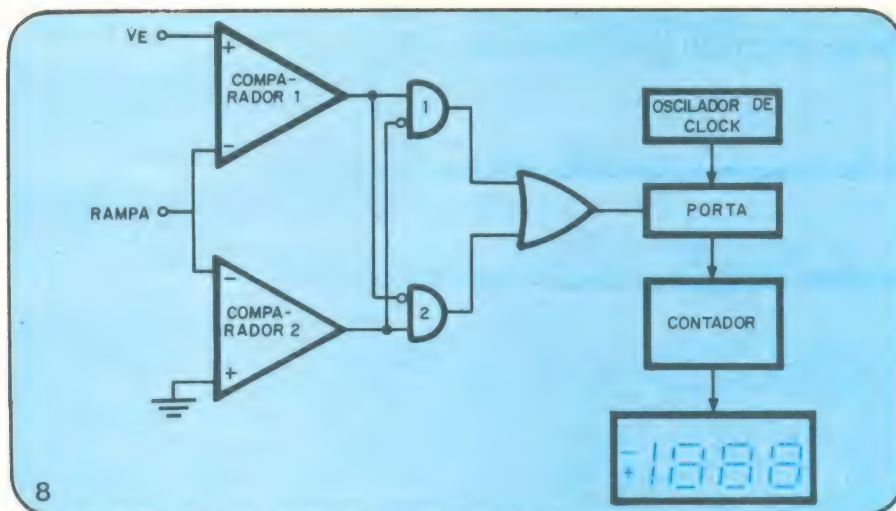 VE
+
COMPA-
RADOR 1
-
RAMPA
-
COMPA-
RADOR 2
+
1
2
OSCILADOR DE
CLOCK
PORTA
CONTADOR
-
+1888
8